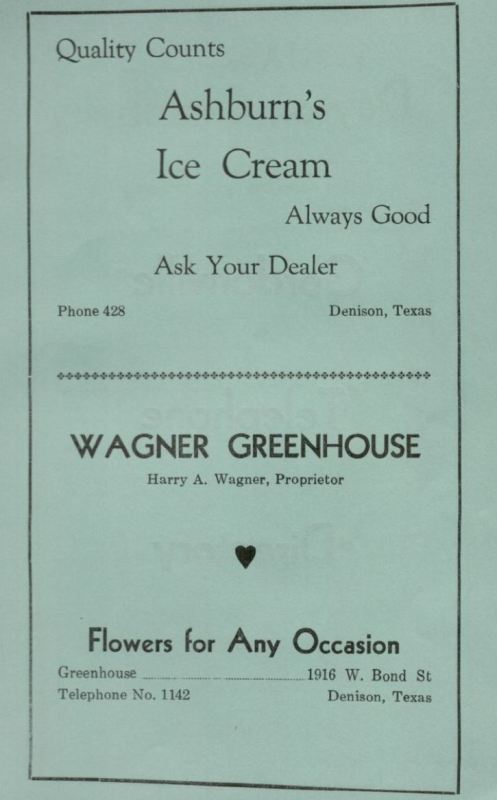 Quality Counts
Ashburn's
Ice Cream
Always Good
Ask Your Dealer
Phone 428 Denison, Texas
WAGNER GREENHOUSE
Harry A. Wagner, Proprietor
Flowers for Any Occasion
Greenhouse ........................................ 1916 W. Bond St
Telephone No. 1142 Denison, Texas